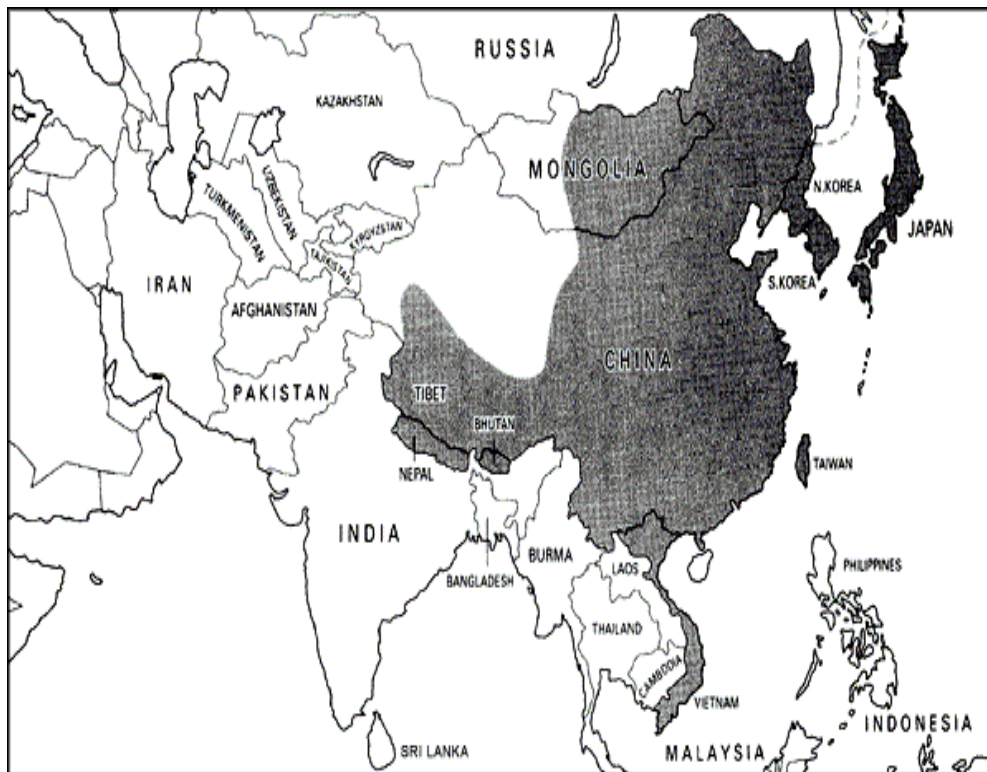 RUSSIA
KAZAKHSTAN
MONGOLIA
UZBEKISTAN
TURKMENISTAN
KYRGYZSTAN
TAJIKISTAN
N.KOREA
JAPAN
IRAN
S.KOREA
AFGHANISTAN
CHINA
PAKISTAN
TIBET
BHUTAN
NEPAL
TAIWAN
INDIA
BURMA
LAOS
BANGLADESH
PHILIPPINES
THAILAND
CAMBODIA
VIETNAM
INDONESIA
SRI LANKA
MALAYSIA